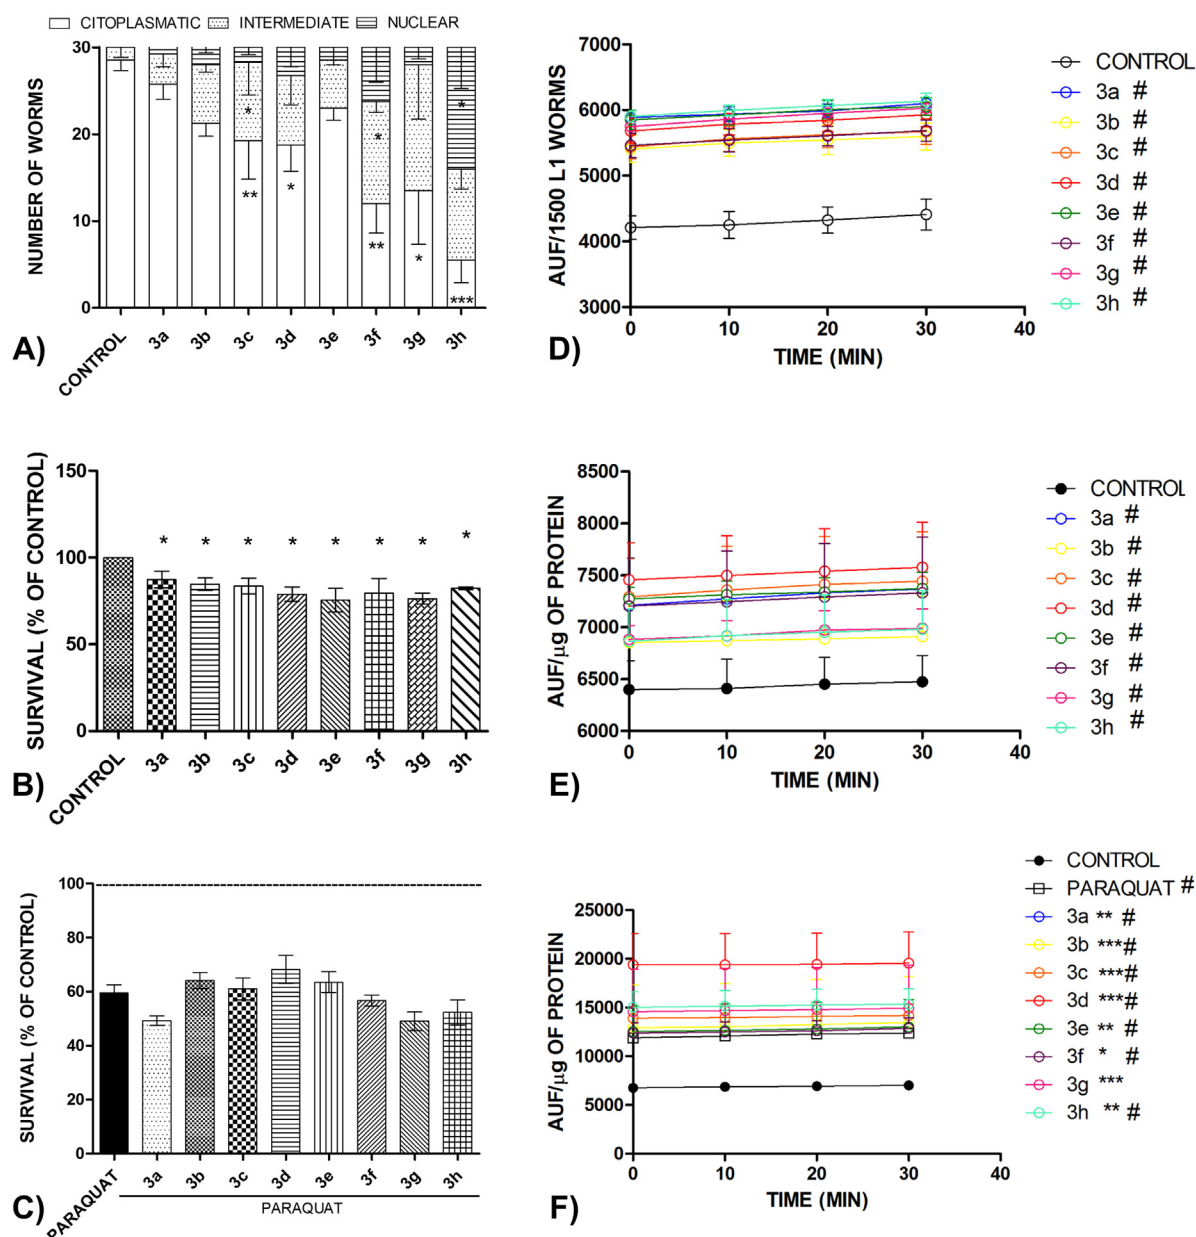 CITOPLASMATIC INTERMEDIATE NUCLEAR
NUMBER OF WORMS
30
20
10
0
* * * * * *
** ** ***
CONTROL 3a 3b 3c 3d 3e 3f 3g 3h
A)
SURVIVAL (% OF CONTROL)
150
100
50
0
* * * * * * * *
CONTROL 3a 3b 3c 3d 3e 3f 3g 3h
B)
SURVIVAL (% OF CONTROL)
100
80
60
40
20
0
PARAQUAT 3a 3b 3c 3d 3e 3f 3g 3h
PARAQUAT
C)
AUF/1500 L1 WORMS
7000
6000
5000
4000
3000
0 10 20 30 40
TIME (MIN)
CONTROL
3a #
3b #
3c #
3d #
3e #
3f #
3g #
3h #
D)
AUF/µg OF PROTEIN
8500
8000
7500
7000
6500
6000
0 10 20 30 40
TIME (MIN)
CONTROL
3a #
3b #
3c #
3d #
3e #
3f #
3g #
3h #
E)
AUF/µg OF PROTEIN
25000
20000
15000
10000
5000
0
0 10 20 30 40
TIME (MIN)
CONTROL
PARAQUAT #
3a ** #
3b ***#
3c ***#
3d ***#
3e ** #
3f * #
3g ***
3h ** #
F)